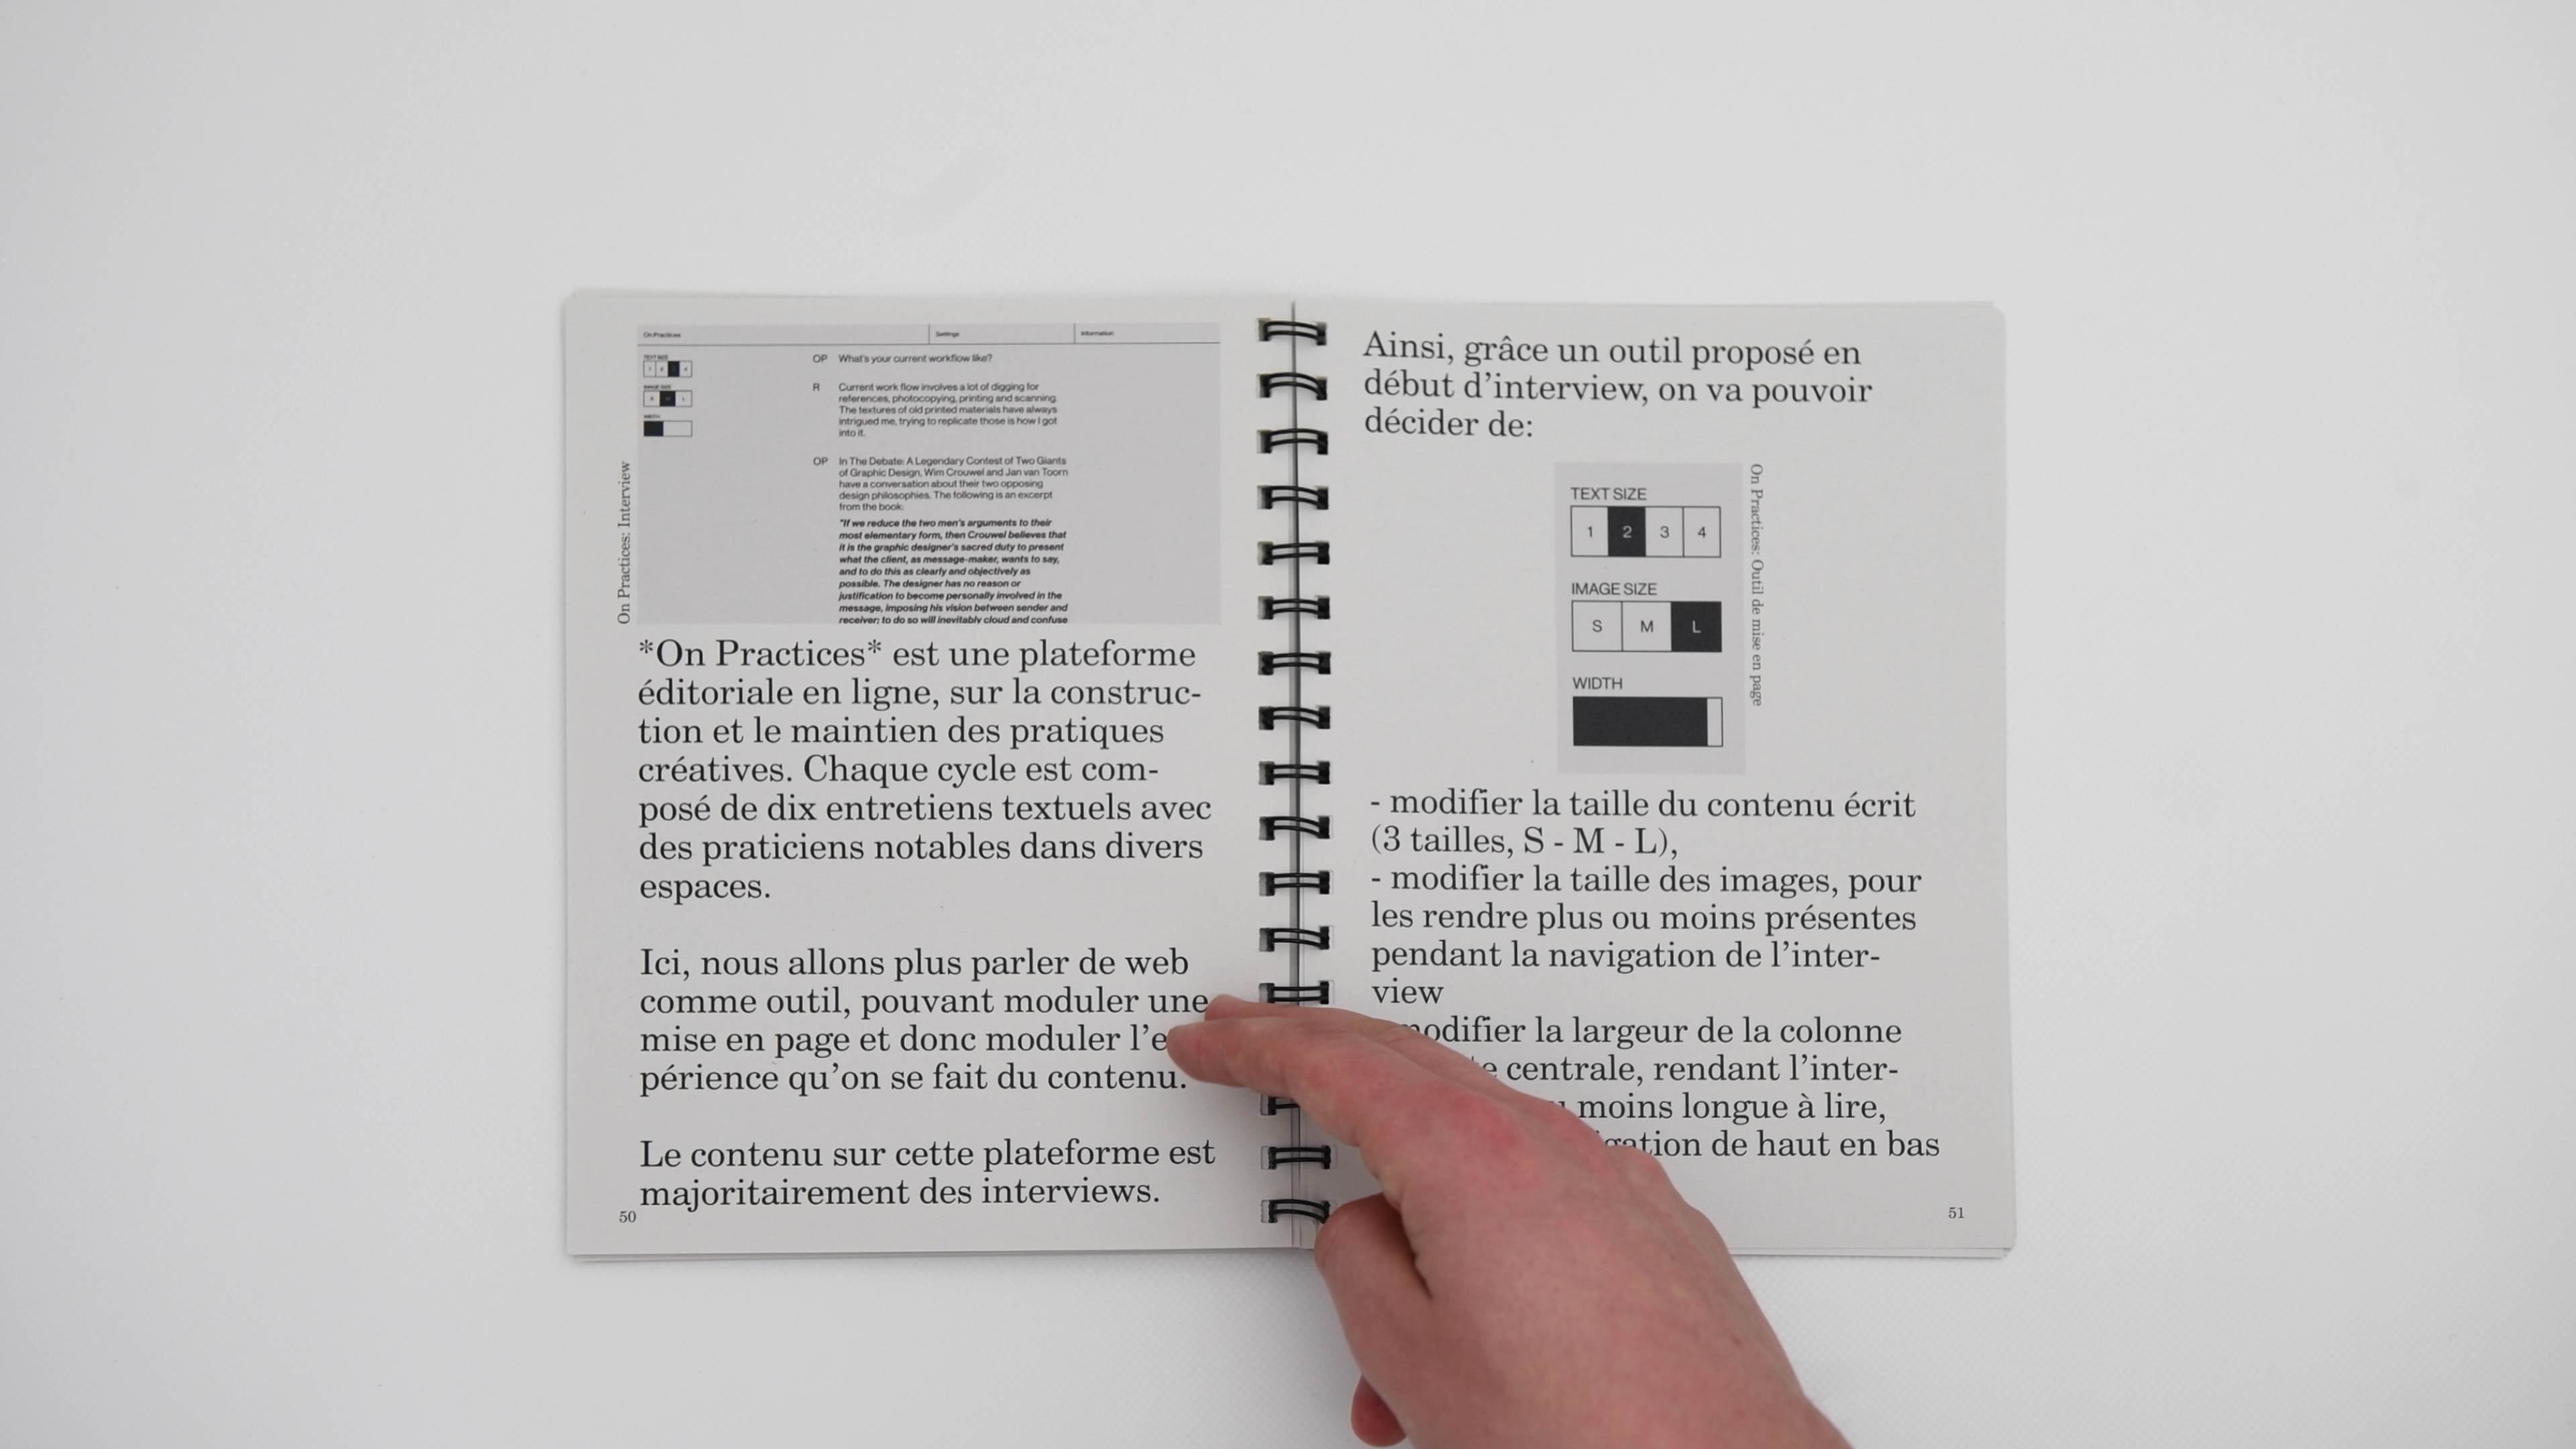 On Practices
Settings
Information
TEXT SIZE
1 2 3 4
IMAGE SIZE
S M L
WIDTH
OP What's your current workflow like?
R Current work flow involves a lot of digging for
references, photocopying, printing and scanning.
The textures of old printed materials have always
intrigued me, trying to replicate those is how I got
into it.
OP In The Debate: A Legendary Contest of Two Giants
of Graphic Design, Wim Crouwel and Jan van Toorn
have a conversation about their two opposing
design philosophies. The following is an excerpt
from the book:
"If we reduce the two men's arguments to their
most elementary form, then Crouwel believes that
it is the graphic designer's sacred duty to present
what the client, as message-maker, wants to say,
and to do this as clearly and objectively as
possible. The designer has no reason or
justification to become personally involved in the
message, imposing his vision between sender and
receiver; to do so will inevitably cloud and confuse
On Practices: Interview
*On Practices* est une plateforme
éditoriale en ligne, sur la construc-
tion et le maintien des pratiques
créatives. Chaque cycle est com-
posé de dix entretiens textuels avec
des praticiens notables dans divers
espaces.
Ici, nous allons plus parler de web
comme outil, pouvant moduler une
mise en page et donc moduler l'e
périence qu'on se fait du contenu.
Le contenu sur cette plateforme est
majoritairement des interviews.
50
Ainsi, grâce un outil proposé en
début d'interview, on va pouvoir
décider de:
TEXT SIZE
1 2 3 4
IMAGE SIZE
S M L
WIDTH
On Practices: Outil de mise en page
- modifier la taille du contenu écrit
(3 tailles, S - M - L),
- modifier la taille des images, pour
les rendre plus ou moins présentes
pendant la navigation de l'inter-
view
modifier la largeur de la colonne
centrale, rendant l'inter-
moins longue à lire,
de haut en bas
51